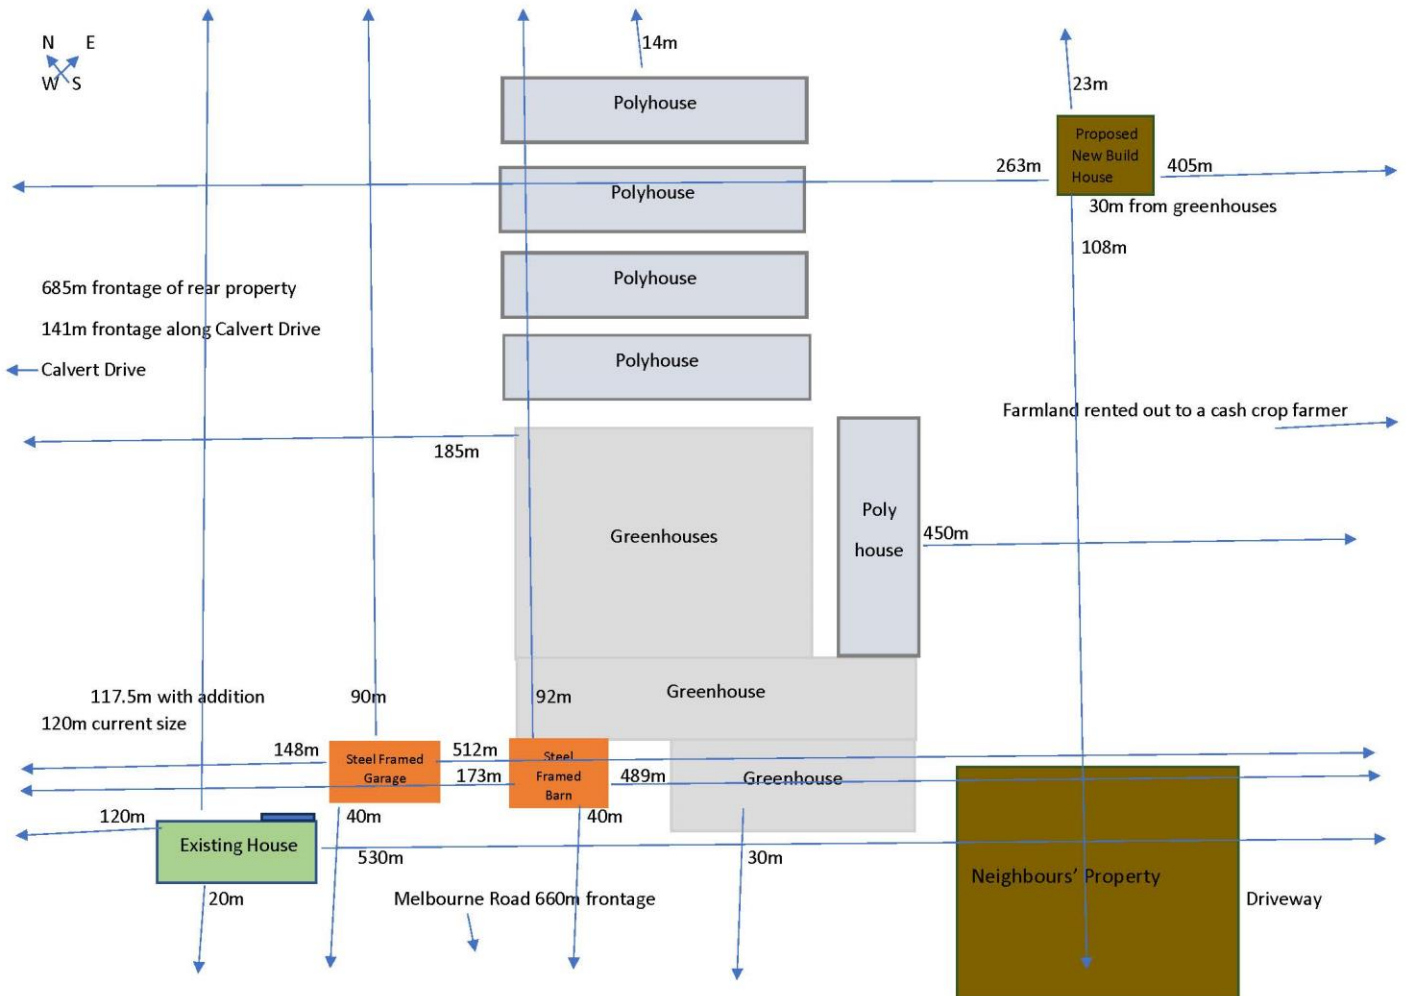 N E
W S
14m
23m
Polyhouse
Proposed
New Build
House
263m
405m
Polyhouse
30m from greenhouses
108m
Polyhouse
685m frontage of rear property
141m frontage along Calvert Drive
Polyhouse
Calvert Drive
Farmland rented out to a cash crop farmer
185m
Poly
house
Greenhouses
450m
117.5m with addition
90m
92m
Greenhouse
120m current size
148m
Steel Framed
Garage
512m
173m
Steel
Framed
Barn
489m
Greenhouse
120m
40m
40m
Existing House
530m
30m
Neighbours' Property
20m
Melbourne Road 660m frontage
Driveway